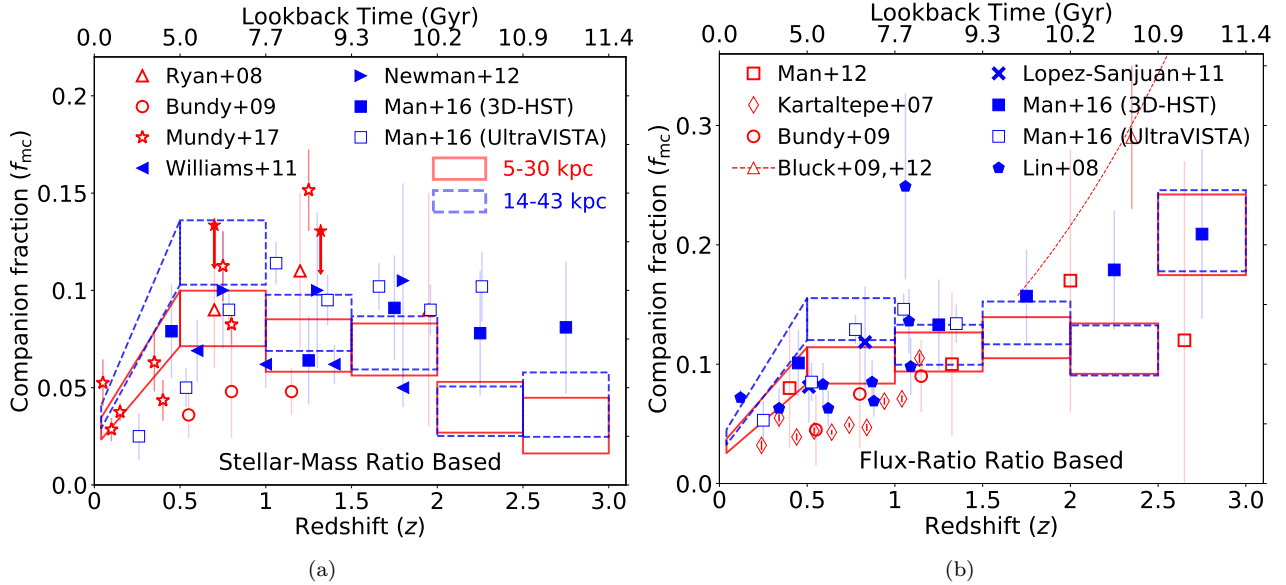 Lookback Time (Gyr)
0.0 5.0 7.7 9.3 10.2 10.9 11.4
Ryan+08
Bundy+09
Mundy+17
Williams+11
Newman+12
Man+16 (3D-HST)
Man+16 (UltraVISTA)
5-30 kpc
14-43 kpc
Companion fraction (fmc)
0.2
0.15
0.1
0.05
0.0
Stellar-Mass Ratio Based
0.0 0.5 1 1.5 2 2.5 3.0
Redshift (z)
(a)
Lookback Time (Gyr)
0.0 5.0 7.7 9.3 10.2 10.9 11.4
Man+12
Kartaltepe+07
Bundy+09
Bluck+09,+12
Lopez-Sanjuan+11
Man+16 (3D-HST)
Man+16 (UltraVISTA)
Lin+08
Companion fraction (fmc)
0.3
0.2
0.1
0.0
Flux-Ratio Ratio Based
0 0.5 1 1.5 2 2.5 3.0
Redshift (z)
(b)